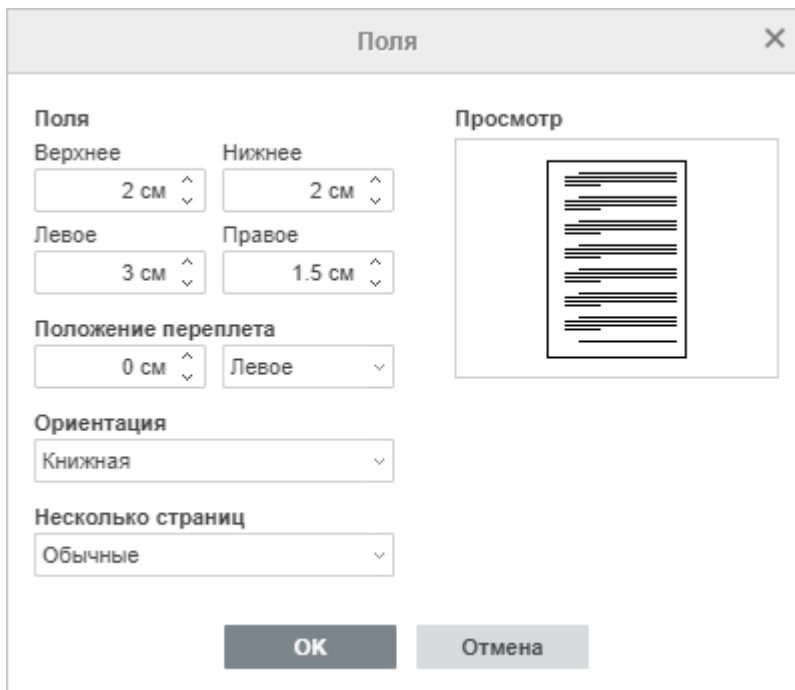 Поля
Поля
Просмотр
Верхнее Нижнее
2 см 2 см
Левое Правое
3 см 1.5 см
Положение переплета
0 см Левое
Ориентация
Книжная
Несколько страниц
Обычные
OK Отмена